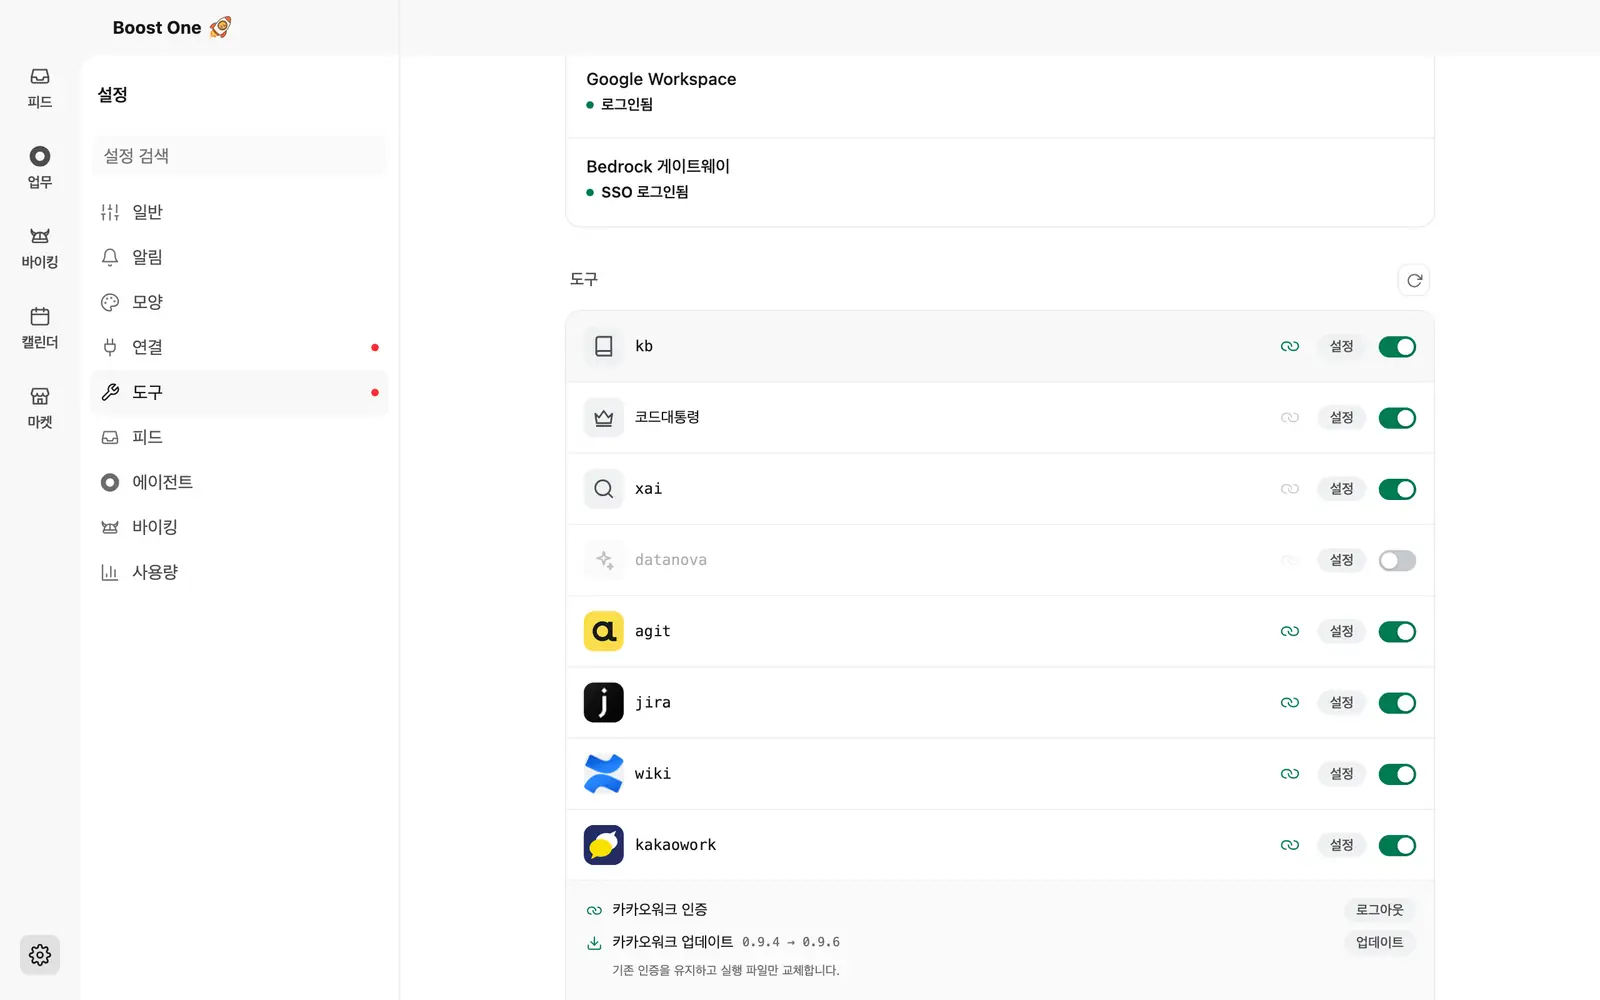 Boost One 🚀
피드
업무
바이킹
캘린더
마켓
설정
설정 검색
일반
알림
모양
연결
도구
피드
에이전트
바이킹
사용량
Google Workspace
로그인됨
Bedrock 게이트웨이
SSO 로그인됨
도구
kb 설정
코드대통령 설정
xai 설정
datanova 설정
agit 설정
jira 설정
wiki 설정
kakaowork 설정
카카오워크 인증 로그아웃
카카오워크 업데이트 0.9.4 → 0.9.6 업데이트
기존 인증을 유지하고 실행 파일만 교체합니다.